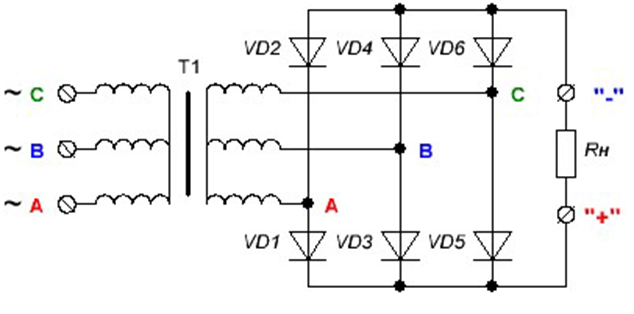 VD2 VD4 VD6
T1
~ C C "-"
~ B B Rн
~ A A "+"
VD1 VD3 VD5